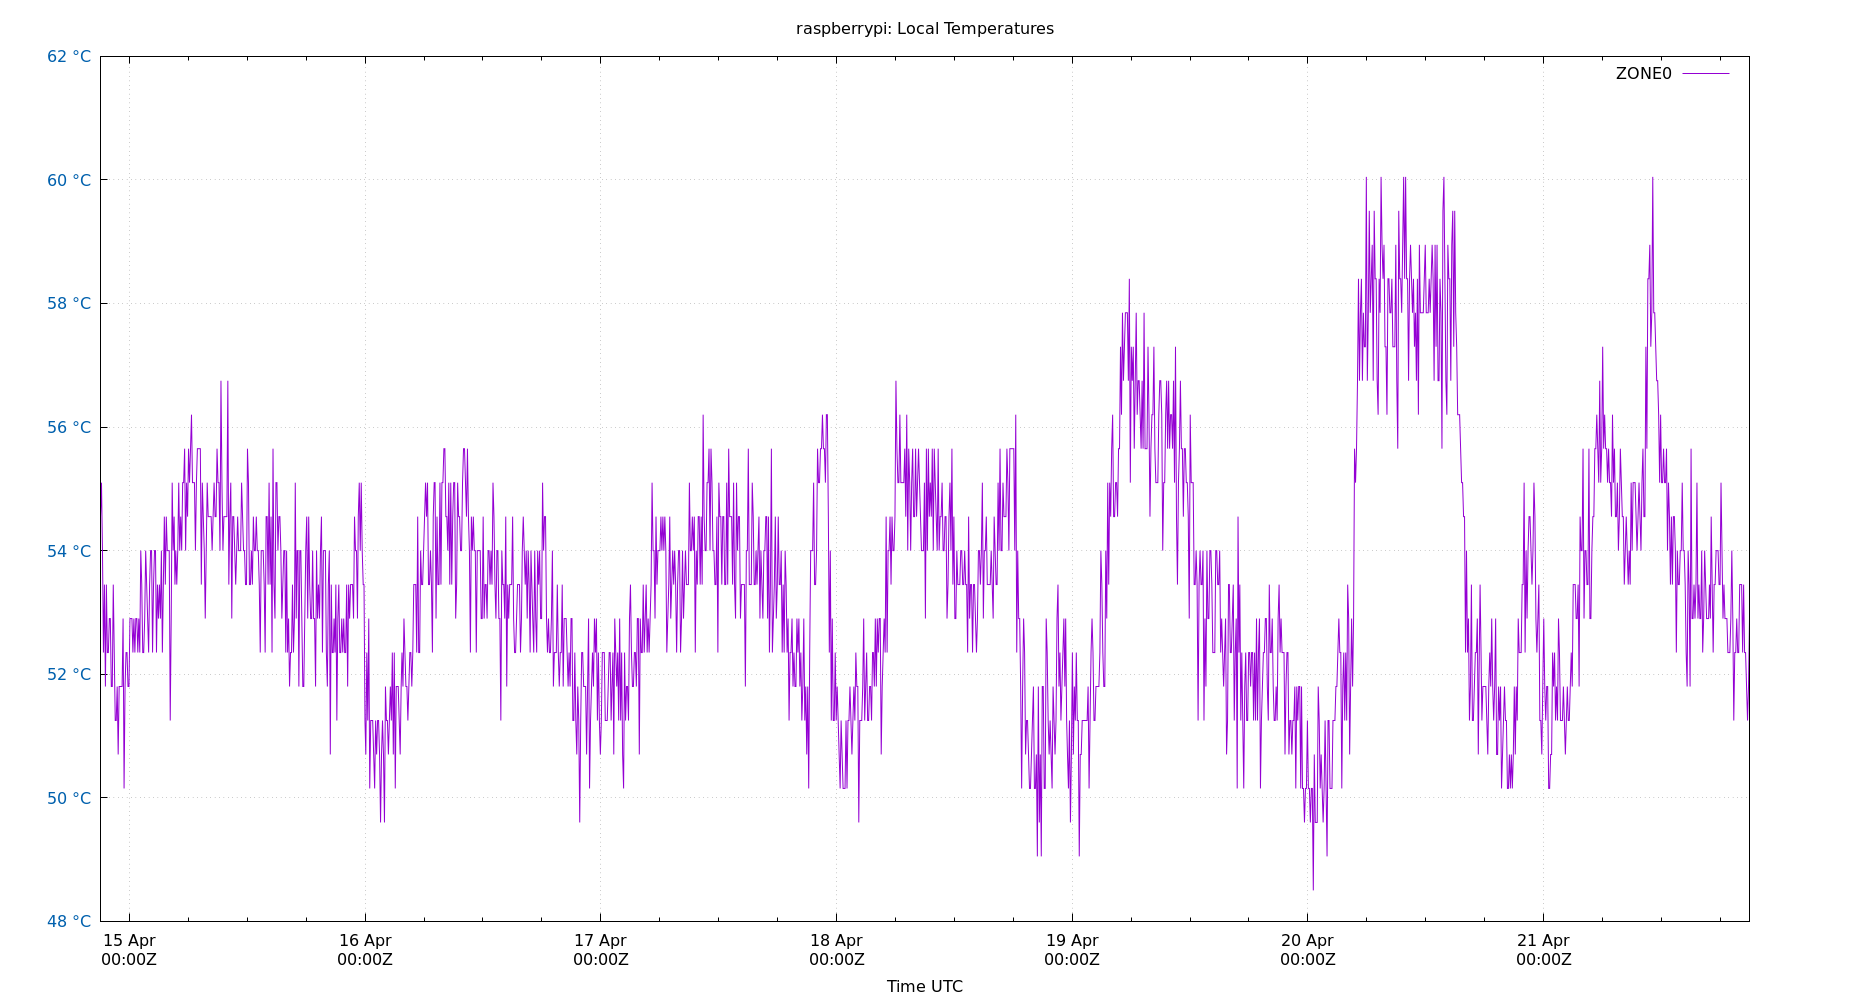 raspberrypi: Local Temperatures
62 °C
ZONE0
60 °C
58 °C
56 °C
54 °C
52 °C
50 °C
48 °C
15 Apr 16 Apr 17 Apr 18 Apr 19 Apr 20 Apr 21 Apr
00:00Z 00:00Z 00:00Z 00:00Z 00:00Z 00:00Z 00:00Z
Time UTC